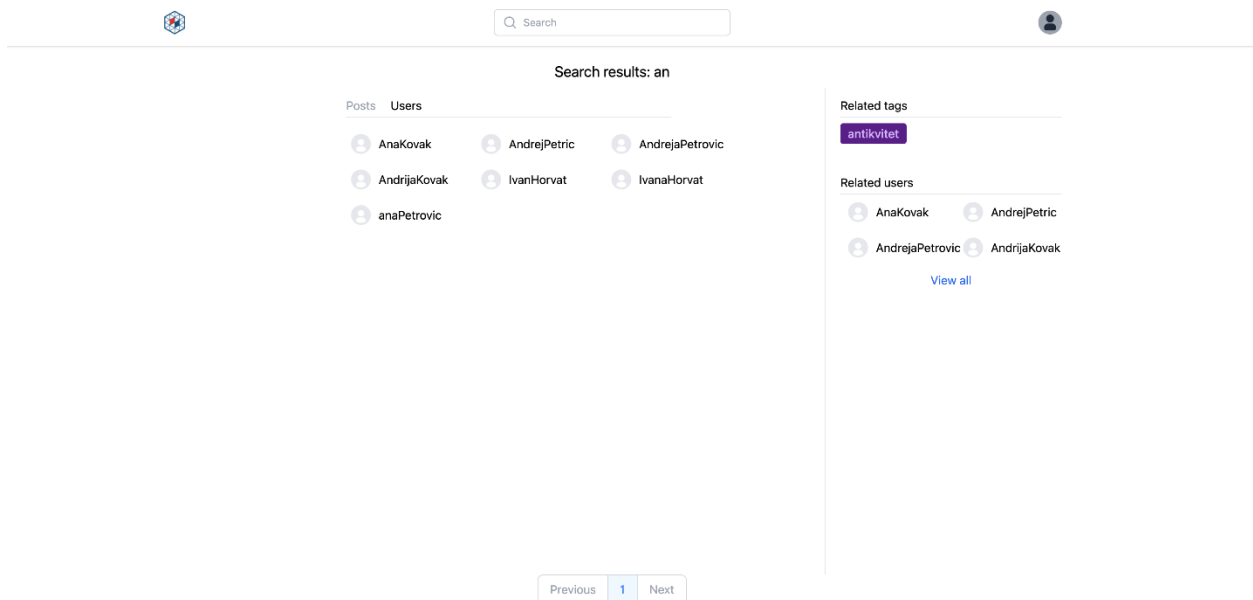 Search
Search results: an
Posts Users
AnaKovak AndrejPetric AndrejaPetrovic
AndrijaKovak IvanHorvat IvanaHorvat
anaPetrovic
Related tags
antikvitet
Related users
AnaKovak AndrejPetric
AndrejaPetrovic AndrijaKovak
View all
Previous 1 Next